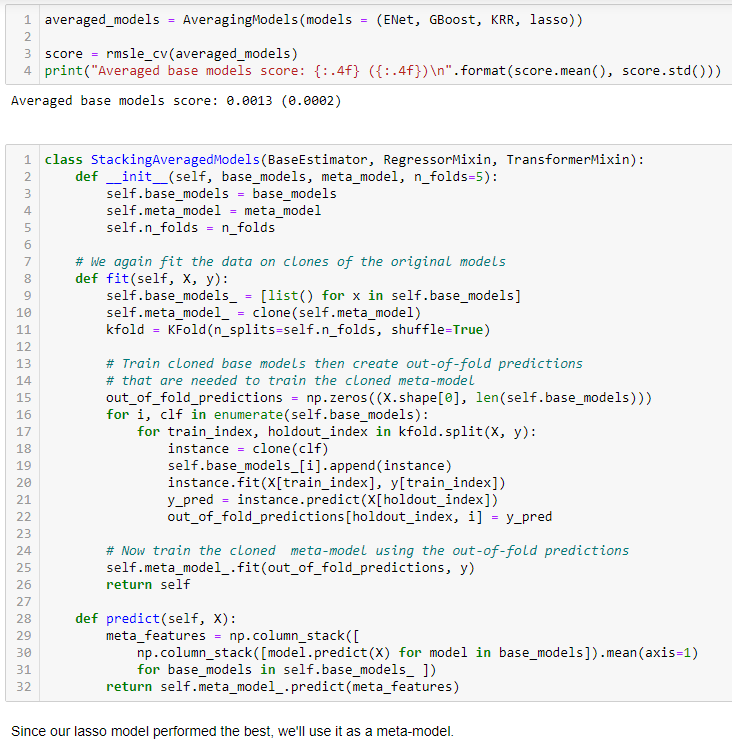 1 averaged_models = AveragingModels(models = (ENet, GBoost, KRR, lasso))
2
3 score = rmsle_cv(averaged_models)
4 print("Averaged base models score: {:.4f} ({:.4f})\n".format(score.mean(), score.std()))
Averaged base models score: 0.0013 (0.0002)
1 class StackingAveragedModels(BaseEstimator, RegressorMixin, TransformerMixin):
2     def __init__(self, base_models, meta_model, n_folds=5):
3         self.base_models = base_models
4         self.meta_model = meta_model
5         self.n_folds = n_folds
6
7     # We again fit the data on clones of the original models
8     def fit(self, X, y):
9         self.base_models_ = [list() for x in self.base_models]
10         self.meta_model_ = clone(self.meta_model)
11         kfold = KFold(n_splits=self.n_folds, shuffle=True)
12
13         # Train cloned base models then create out-of-fold predictions
14         # that are needed to train the cloned meta-model
15         out_of_fold_predictions = np.zeros((X.shape[0], len(self.base_models)))
16         for i, clf in enumerate(self.base_models):
17             for train_index, holdout_index in kfold.split(X, y):
18                 instance = clone(clf)
19                 self.base_models_[i].append(instance)
20                 instance.fit(X[train_index], y[train_index])
21                 y_pred = instance.predict(X[holdout_index])
22                 out_of_fold_predictions[holdout_index, i] = y_pred
23
24         # Now train the cloned  meta-model using the out-of-fold predictions
25         self.meta_model_.fit(out_of_fold_predictions, y)
26         return self
27
28     def predict(self, X):
29         meta_features = np.column_stack([
30             np.column_stack([model.predict(X) for model in base_models]).mean(axis=1)
31             for base_models in self.base_models_ ])
32         return self.meta_model_.predict(meta_features)
Since our lasso model performed the best, we'll use it as a meta-model.